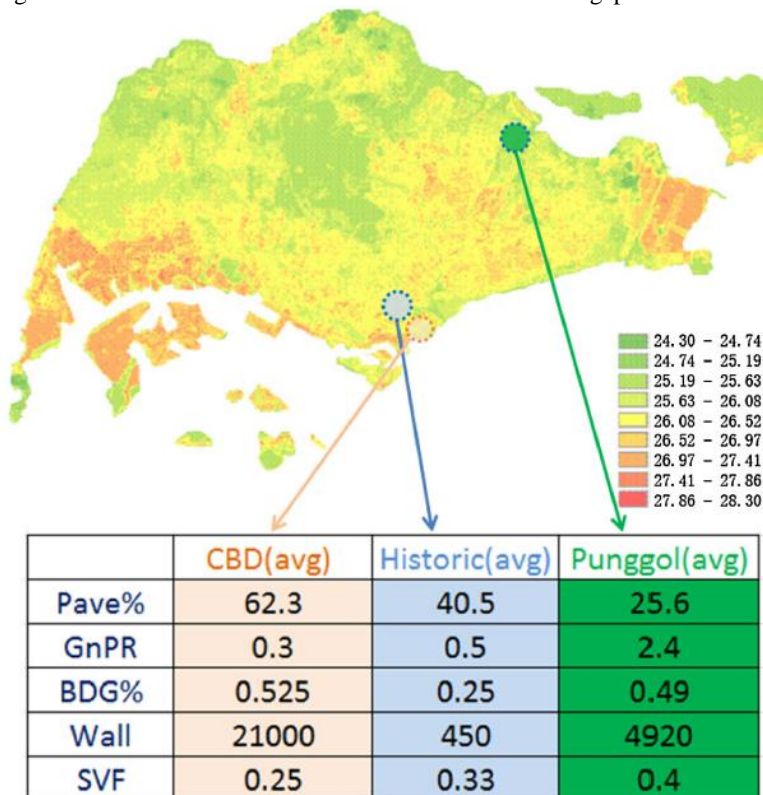 24.30 - 24.74
24.74 - 25.19
25.19 - 25.63
25.63 - 26.08
26.08 - 26.52
26.52 - 26.97
26.97 - 27.41
27.41 - 27.86
27.86 - 28.30
CBD(avg) Historic(avg) Punggol(avg)
Pave% 62.3 40.5 25.6
GnPR 0.3 0.5 2.4
BDG% 0.525 0.25 0.49
Wall 21000 450 4920
SVF 0.25 0.33 0.4